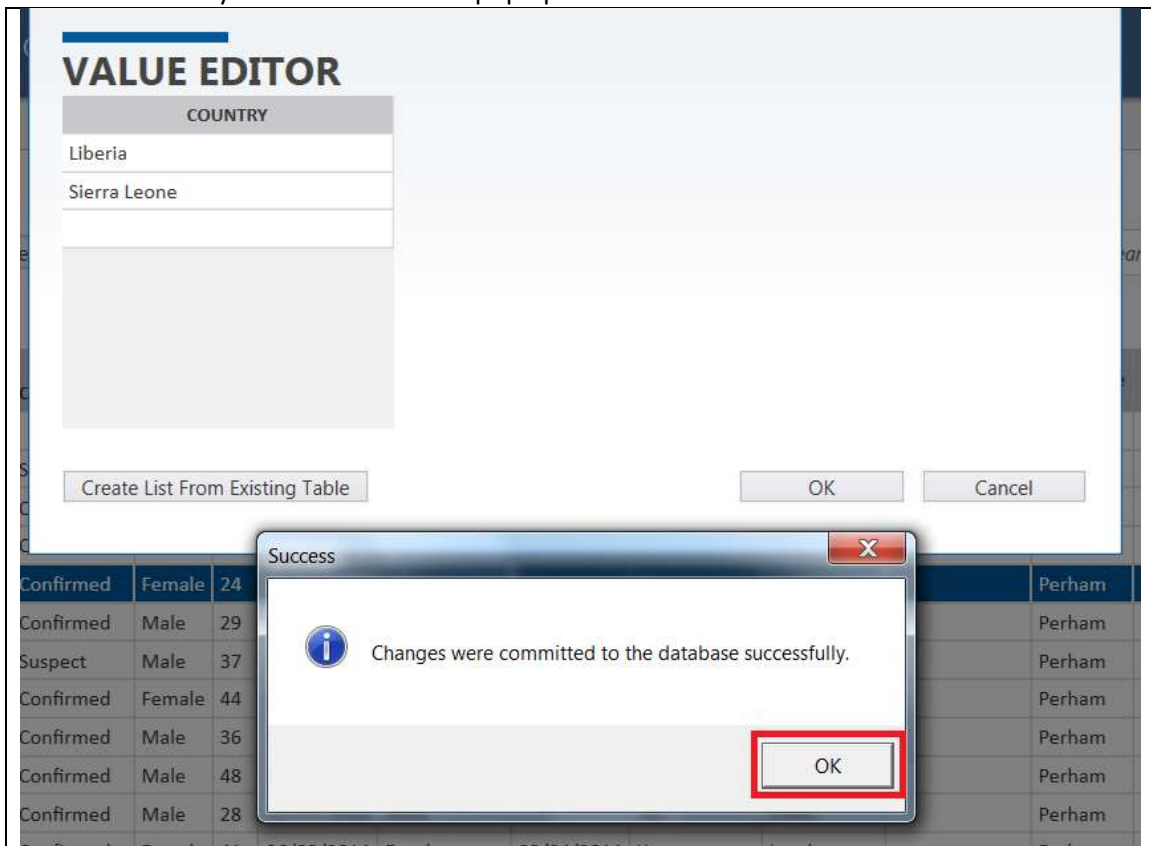 VALUE EDITOR
COUNTRY
Liberia
Sierra Leone
Create List From Existing Table OK Cancel
Success
Confirmed Female 24 Perham
Confirmed Male 29 Perham
Suspect Male 37 Perham
Changes were committed to the database successfully.
Confirmed Female 44 Perham
Confirmed Male 36 Perham
Confirmed Male 48 Perham
OK
Confirmed Male 28 Perham